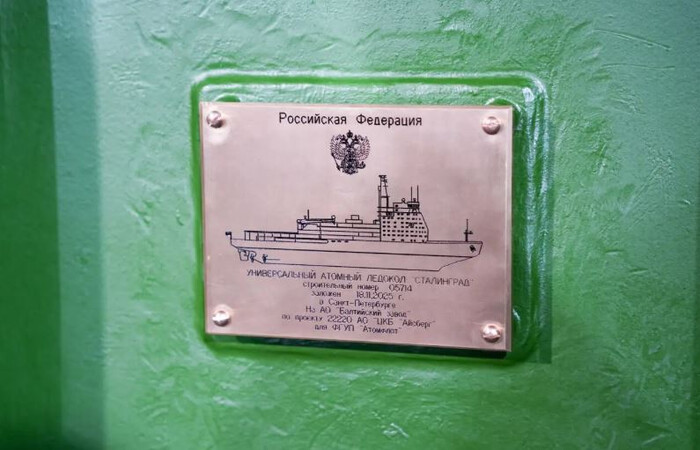 Российская Федерация
УНИВЕРСАЛЬНЫЙ АТОМНЫЙ ЛЕДОКОЛ "СТАЛИНГРАД"
строительный номер 05714
заложен 18.11.2025 г.
в Санкт-Петербурге
На АО "Балтийский завод"
по проекту 22220 АО "ЦКБ "Айсберг"
для ФГУП "Атомфлот"